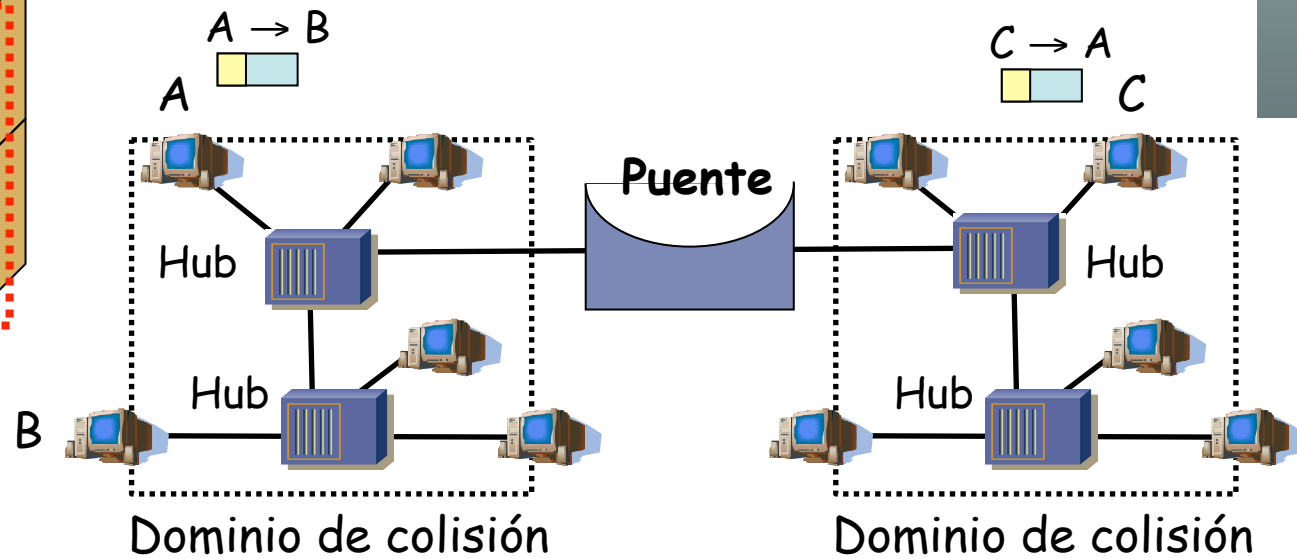 A → B
C → A
A
C
Puente
Hub
Hub
Hub
Hub
B
Dominio de colisión
Dominio de colisión